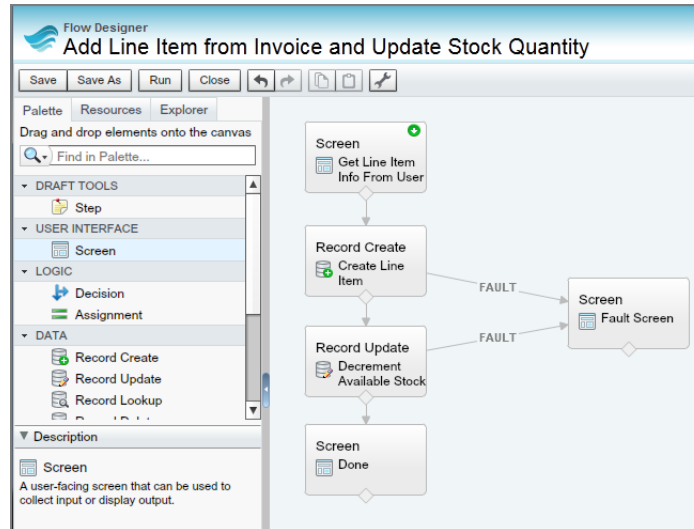 Flow Designer
Add Line Item from Invoice and Update Stock Quantity
Save Save As Run Close
Palette Resources Explorer
Drag and drop elements onto the canvas
Find in Palette...
DRAFT TOOLS
Step
USER INTERFACE
Screen
LOGIC
Decision
Assignment
DATA
Record Create
Record Update
Record Lookup
Description
Screen
A user-facing screen that can be used to
collect input or display output.
Screen
Get Line Item
Info From User
Record Create
Create Line
Item
FAULT
Screen
Fault Screen
Record Update
Decrement
Available Stock
FAULT
Screen
Done